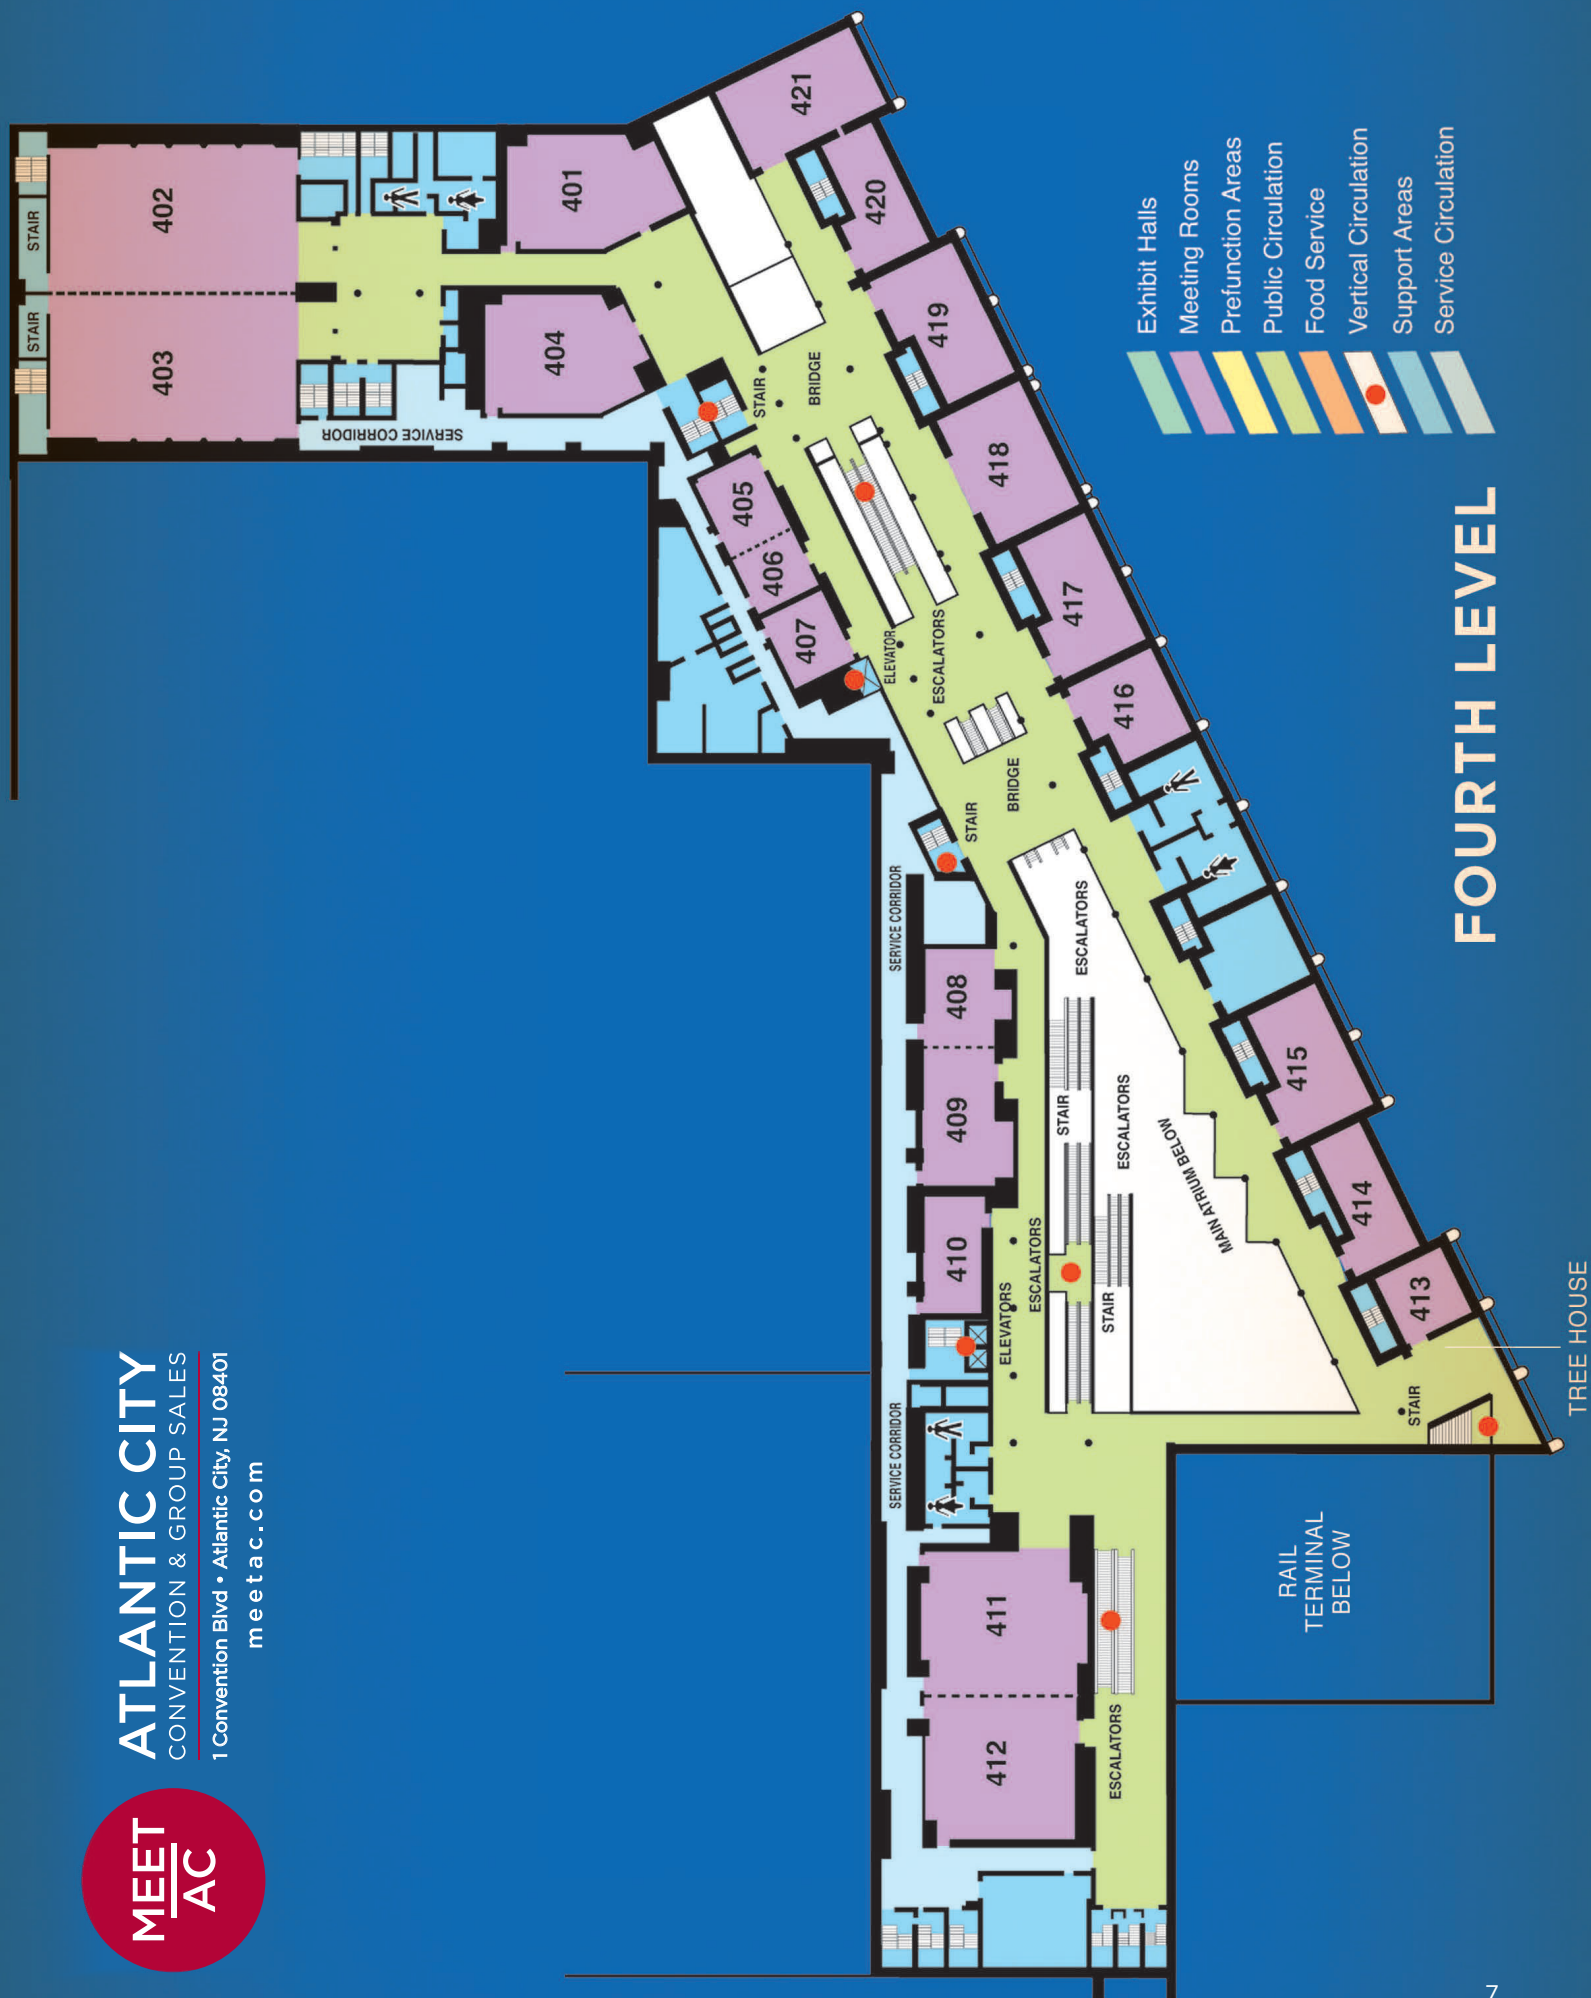 MEET
AC
ATLANTIC CITY
CONVENTION & GROUP SALES
1 Convention Blvd • Atlantic City, NJ 08401
meetac.com
STAIR
STAIR
402
403
SERVICE CORRIDOR
401
404
421
420
419
418
417
416
415
414
413
STAIR
BRIDGE
405
406
407
ELEVATOR
ESCALATORS
BRIDGE
STAIR
SERVICE CORRIDOR
408
409
410
ESCALATORS
STAIR
ESCALATORS
MAIN ATRIUM BELOW
ESCALATORS
ELEVATORS
STAIR
SERVICE CORRIDOR
411
412
ESCALATORS
STAIR
TREE HOUSE
RAIL
TERMINAL
BELOW
Exhibit Halls
Meeting Rooms
Prefunction Areas
Public Circulation
Food Service
Vertical Circulation
Support Areas
Service Circulation
FOURTH LEVEL
7